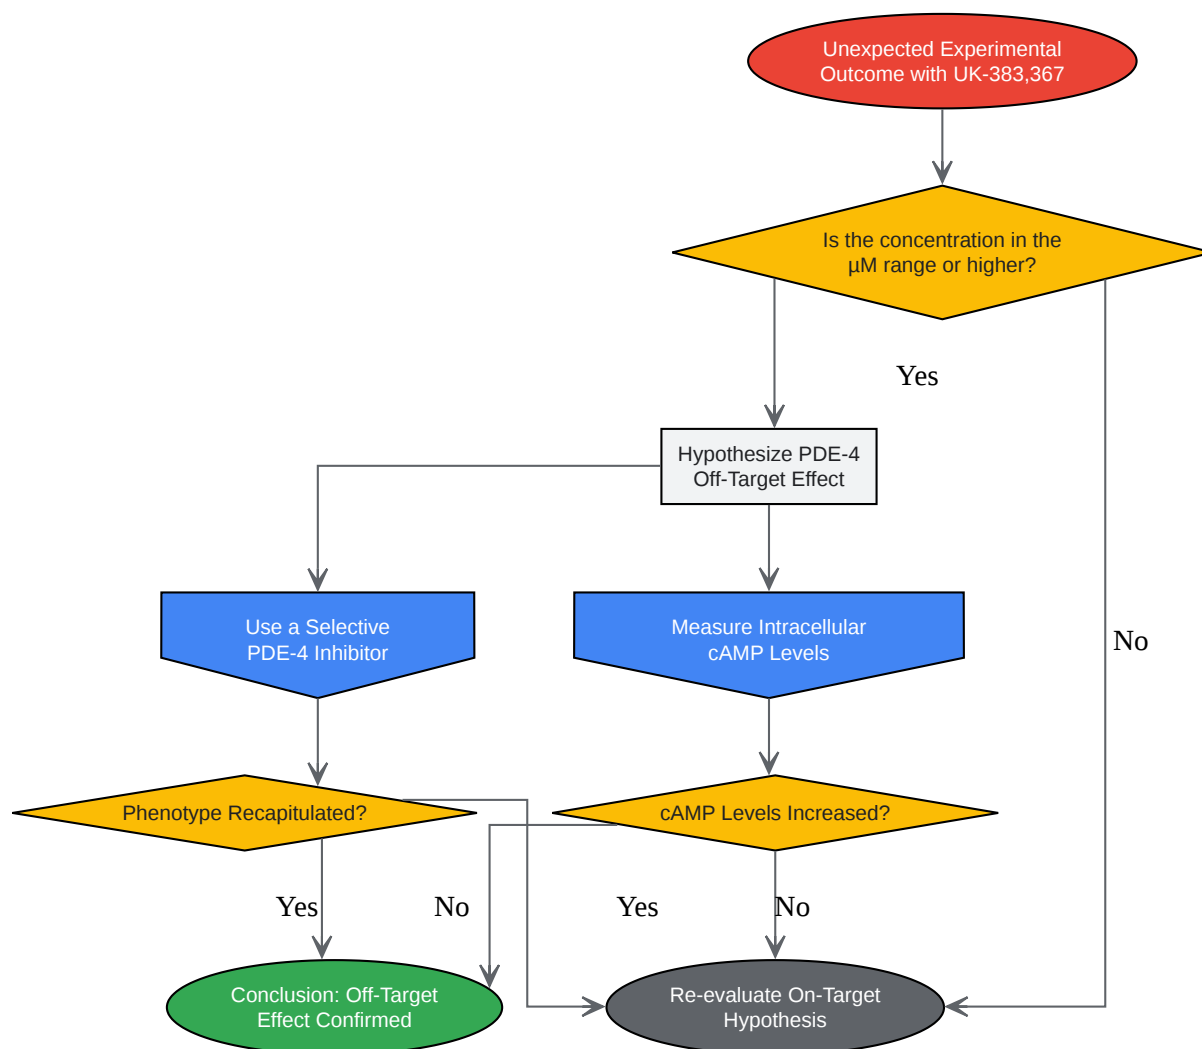 Unexpected Experimental
Outcome with UK-383,367
Is the concentration in the
µM range or higher?
Yes
Hypothesize PDE-4
Off-Target Effect
No
Use a Selective
PDE-4 Inhibitor
Measure Intracellular
cAMP Levels
Phenotype Recapitulated?
cAMP Levels Increased?
Yes
No
Yes
No
Conclusion: Off-Target
Effect Confirmed
Re-evaluate On-Target
Hypothesis